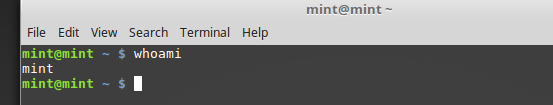 mint@mint ~
File Edit View Search Terminal Help
mint@mint ~ $ whoami
mint
mint@mint ~ $